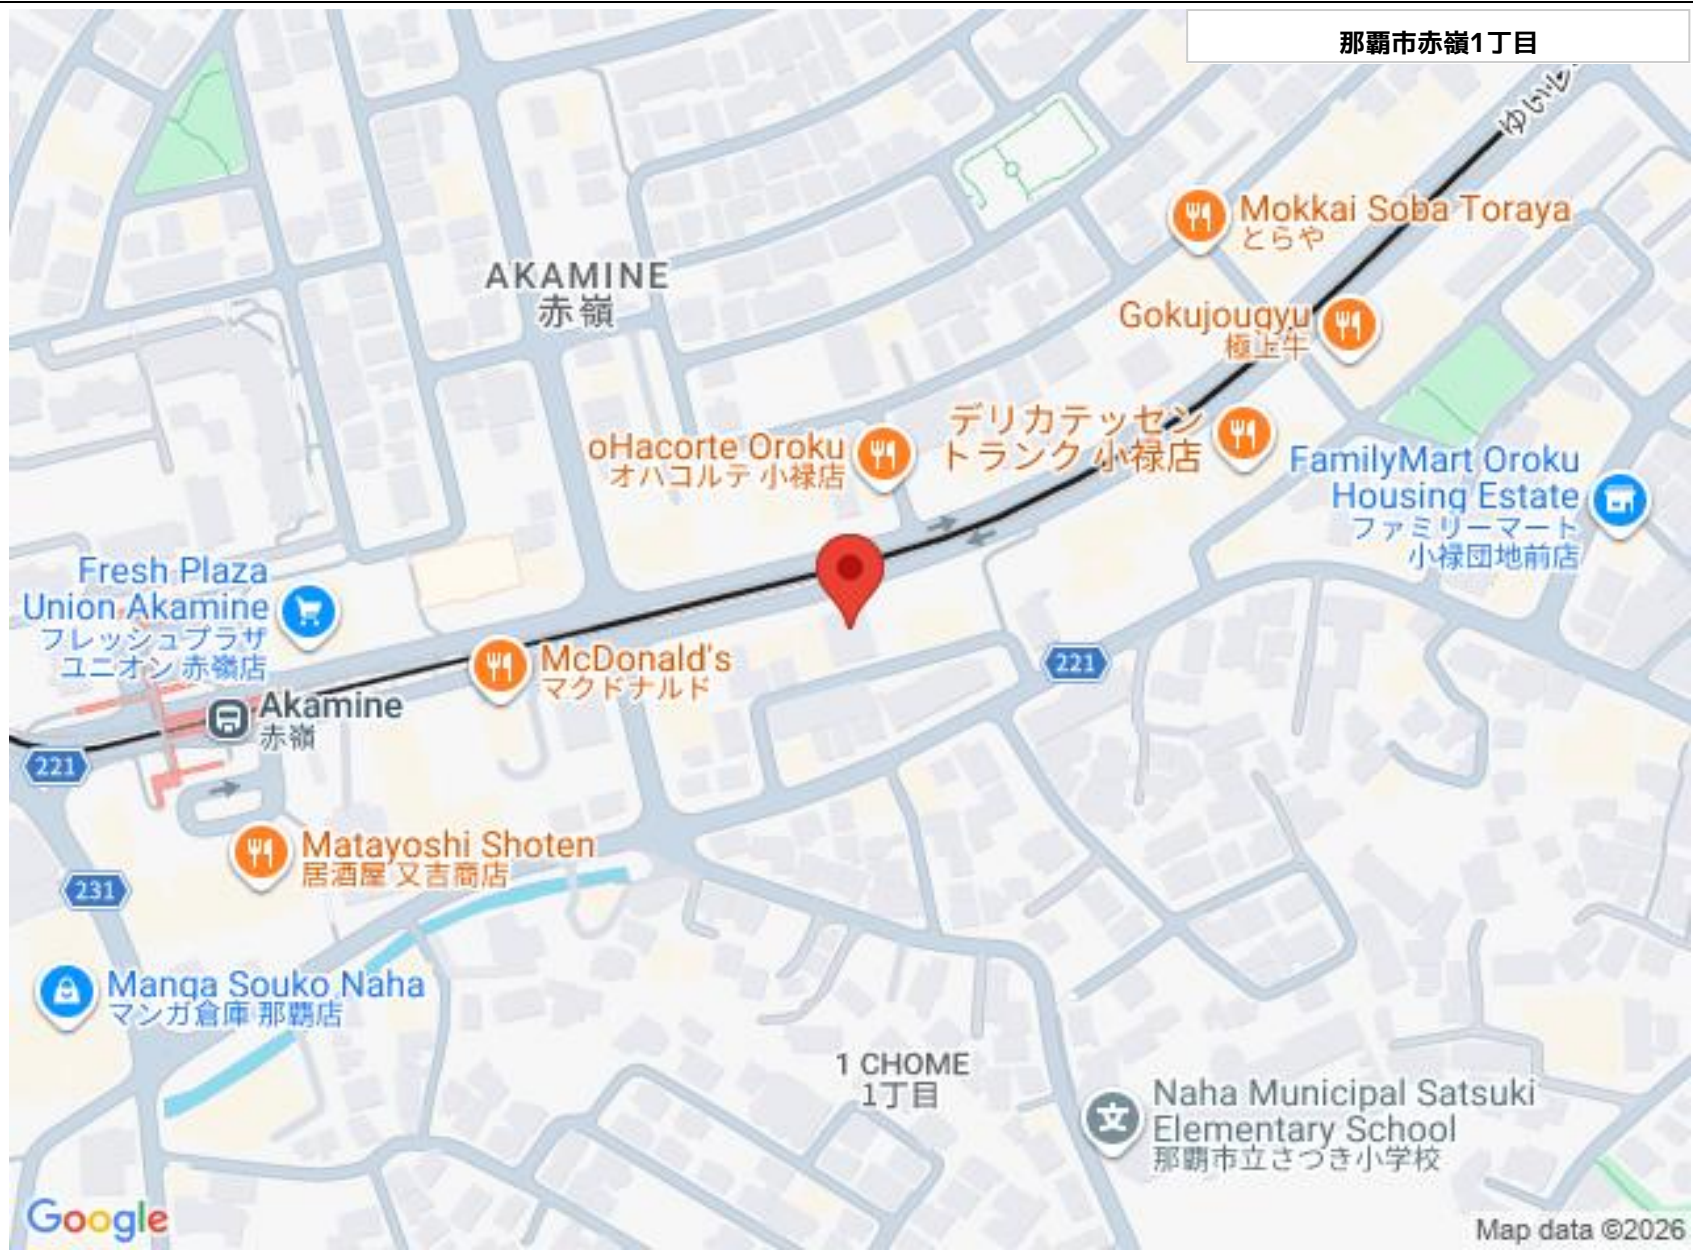 那覇市赤嶺1丁目
ゆいレ
Mokkai Soba Toraya
とらや
AKAMINE
赤嶺
Gokujougyu
極上牛
デリカテッセン
トランク 小禄店
oHacorte Oroku
オハコルテ 小禄店
FamilyMart Oroku
Housing Estate
ファミリーマート
小禄団地前店
Fresh Plaza
Union Akamine
フレッシュプラザ
ユニオン 赤嶺店
McDonald's
マクドナルド
221
Akamine
赤嶺
221
Matayoshi Shoten
居酒屋 又吉商店
231
Manga Souko Naha
マンガ倉庫 那覇店
1 CHOME
1丁目
Naha Municipal Satsuki
Elementary School
那覇市立さつき小学校
文
Google
Map data ©2026